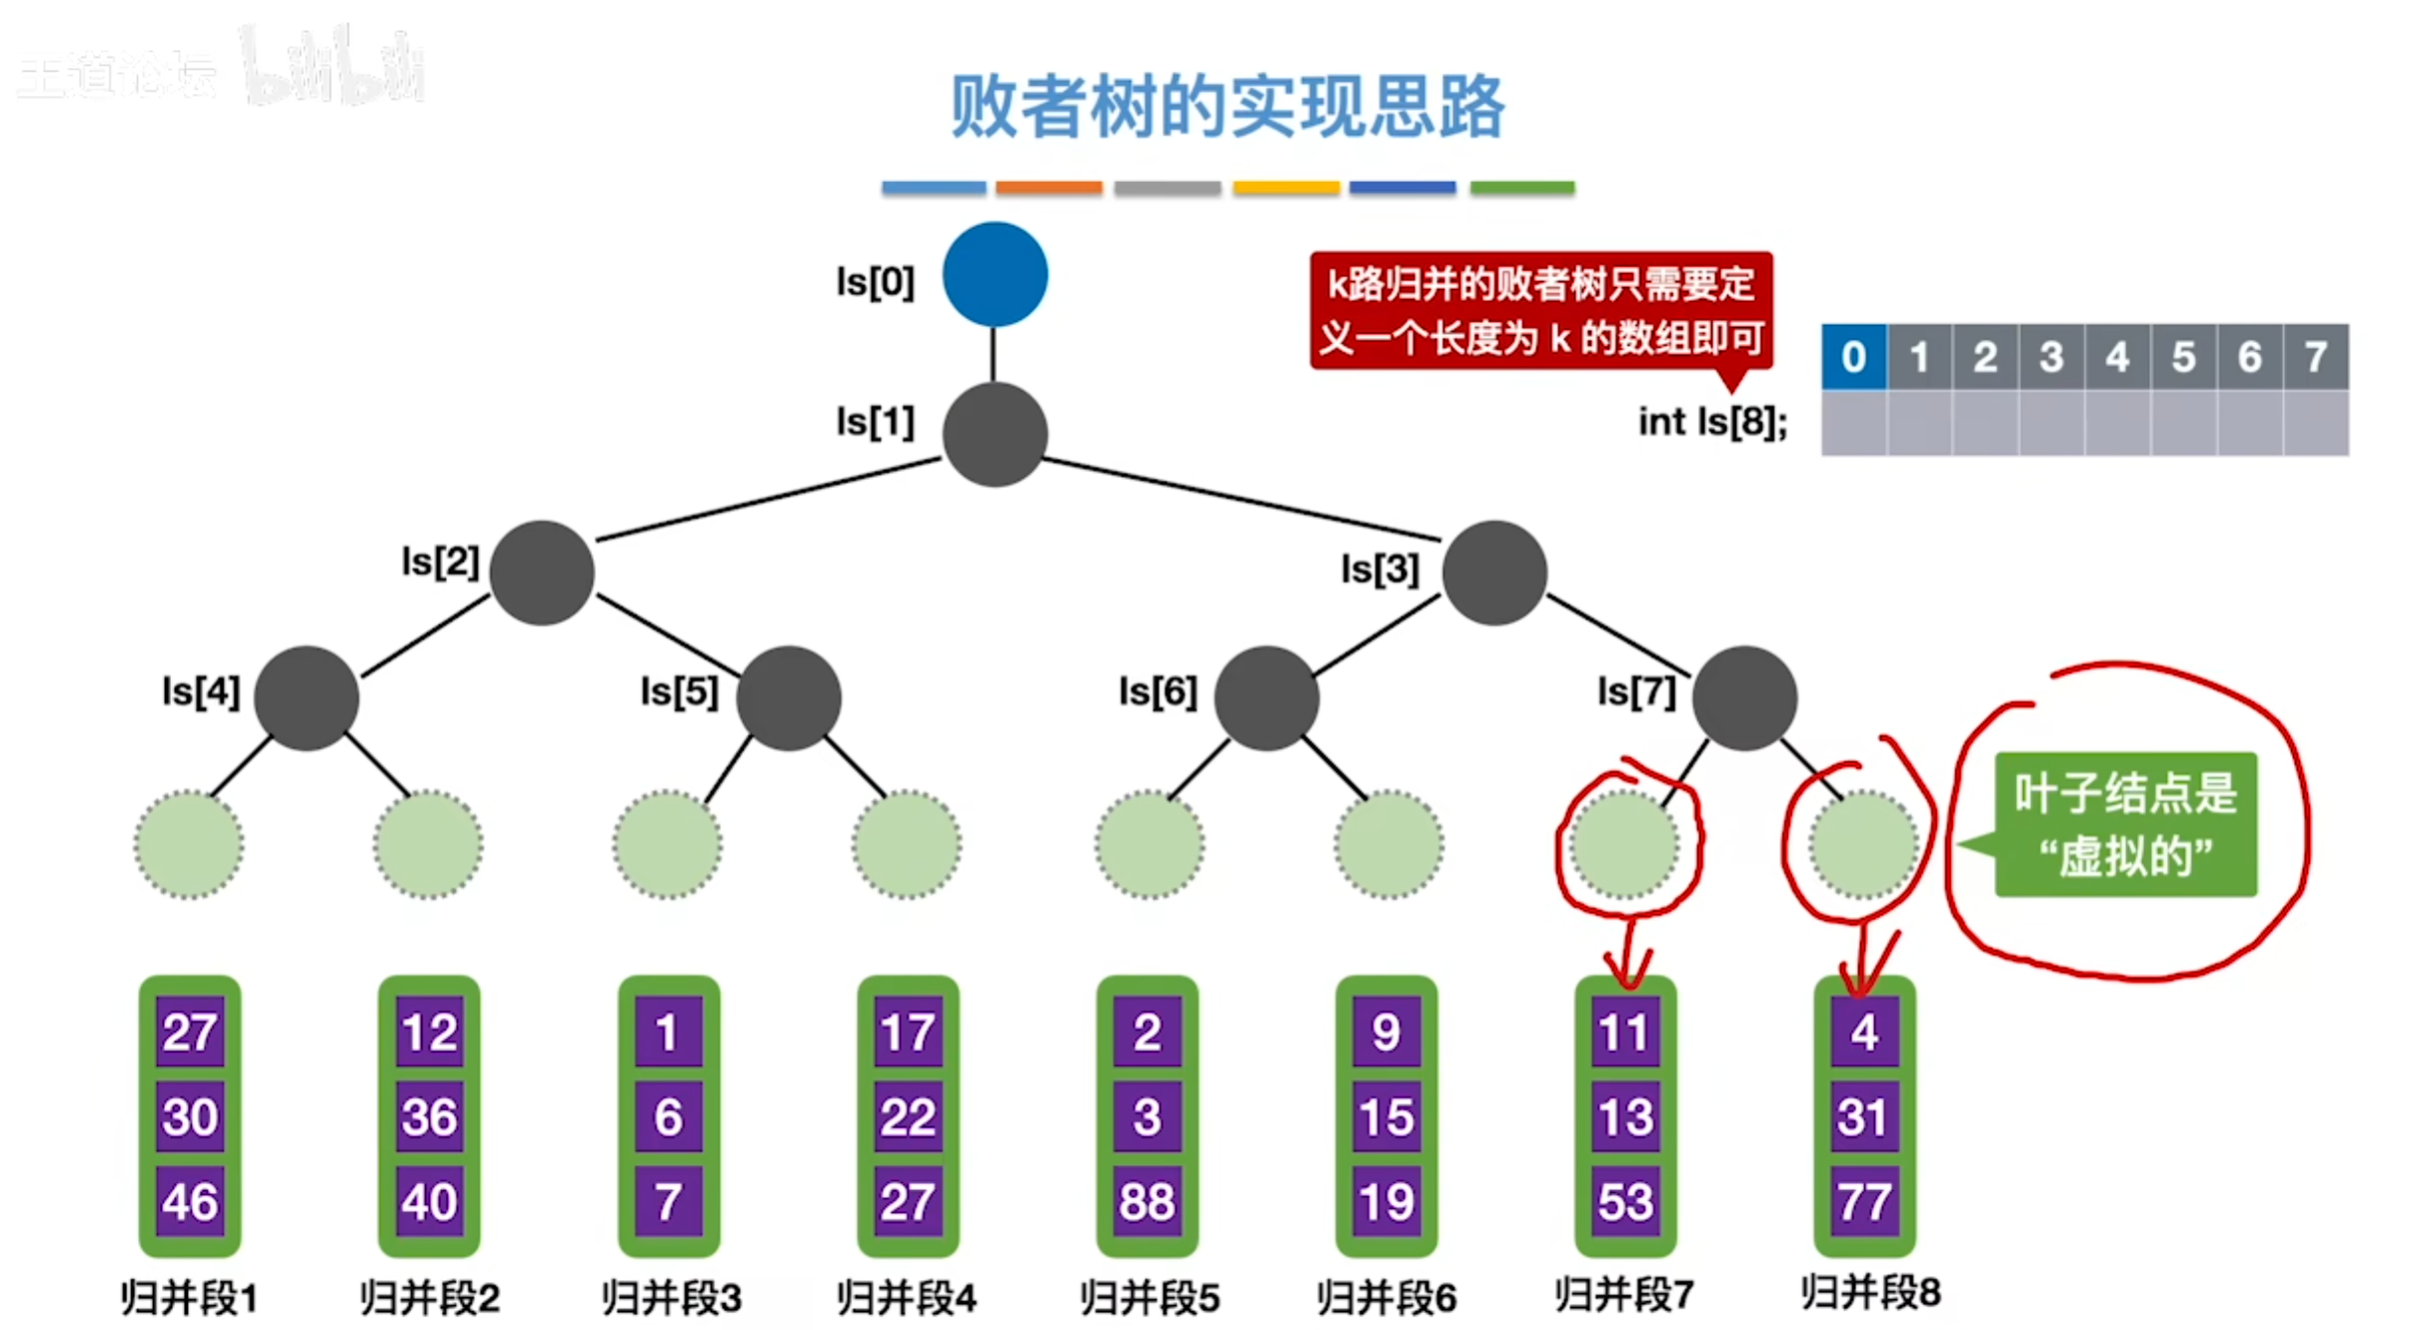 王道论坛 bilibili
败者树的实现思路
ls[0]
k路归并的败者树只需要定
义一个长度为 k 的数组即可
0 1 2 3 4 5 6 7
int ls[8];
ls[1]
ls[2]
ls[3]
ls[4]
ls[5]
ls[6]
ls[7]
叶子结点是
“虚拟的”
27 12 1 17 2 9 11 4
30 36 6 22 3 15 13 31
46 40 7 27 88 19 53 77
归并段1 归并段2 归并段3 归并段4 归并段5 归并段6 归并段7 归并段8